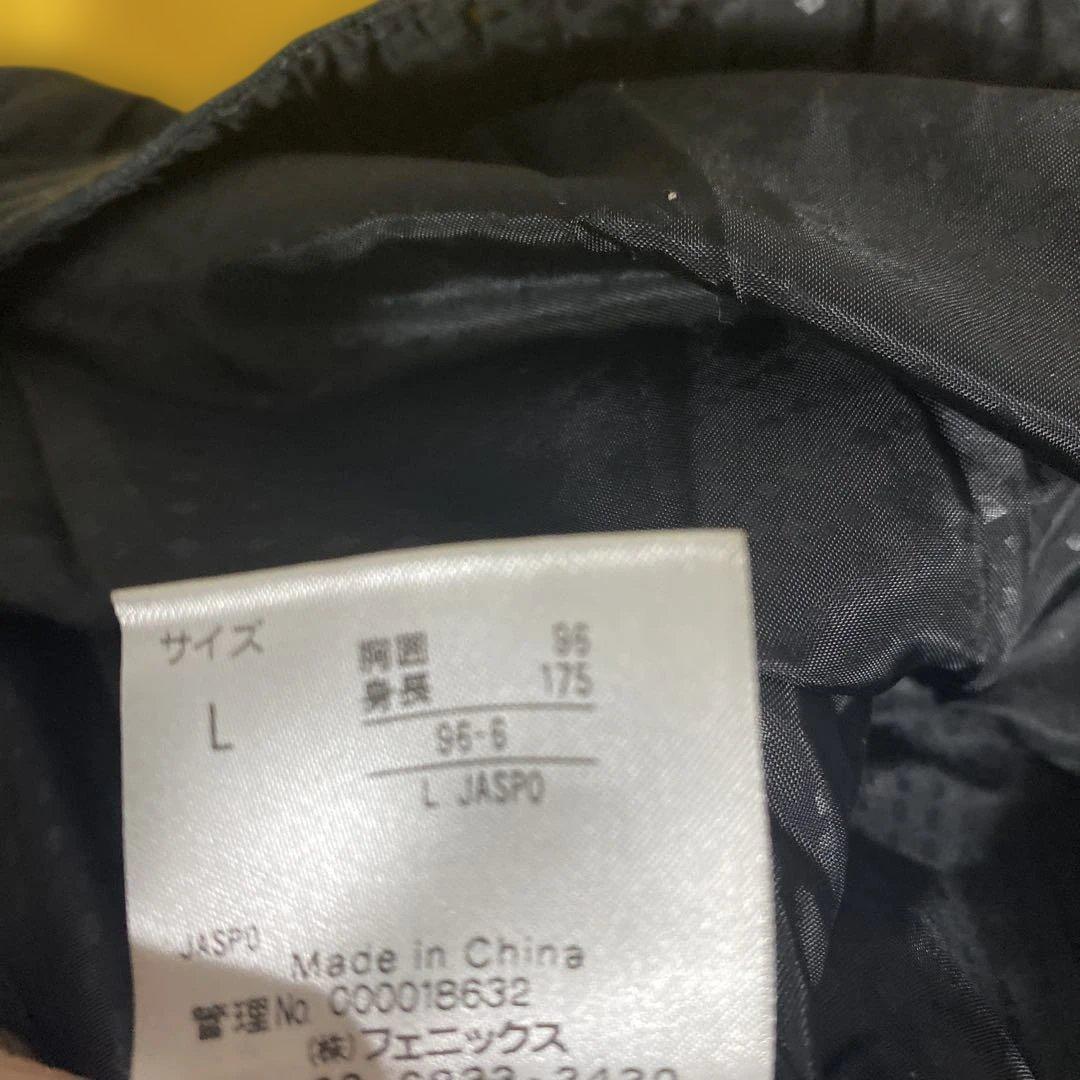 サイズ
L
胸囲 96
身長 175
96-6
L JASPO
JASPO
Made in China
管理No 000018632
(株)フェニックス